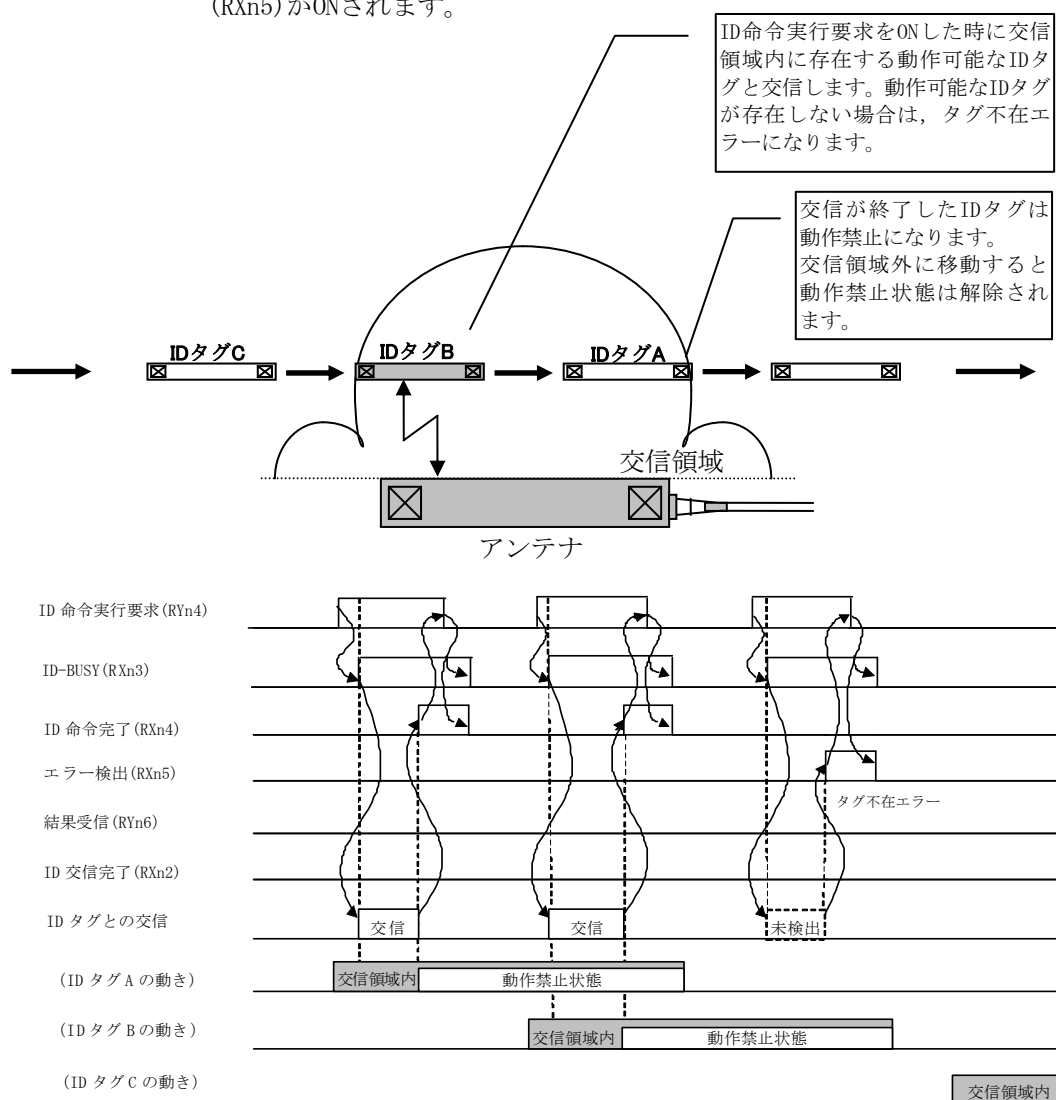 (RXn5)がONされます。
ID命令実行要求をONした時に交信
領域内に存在する動作可能なIDタ
グと交信します。動作可能なIDタグ
が存在しない場合は，タグ不在エ
ラーになります。
交信が終了したIDタグは
動作禁止になります。
交信領域外に移動すると
動作禁止状態は解除され
ます。
IDタグC
IDタグB
IDタグA
交信領域
アンテナ
ID 命令実行要求(RYn4)
ID-BUSY(RXn3)
ID 命令完了(RXn4)
エラー検出(RXn5)
タグ不在エラー
結果受信(RYn6)
ID 交信完了(RXn2)
ID タグとの交信
交信
交信
未検出
(ID タグ A の動き)
交信領域内
動作禁止状態
(ID タグ B の動き)
交信領域内
動作禁止状態
(ID タグ C の動き)
交信領域内